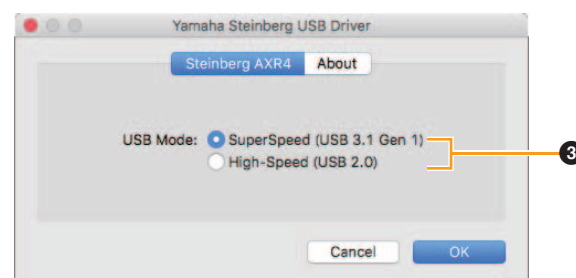 Yamaha Steinberg USB Driver
Steinberg AXR4 About
USB Mode: SuperSpeed (USB 3.1 Gen 1)
High-Speed (USB 2.0)
3
Cancel OK